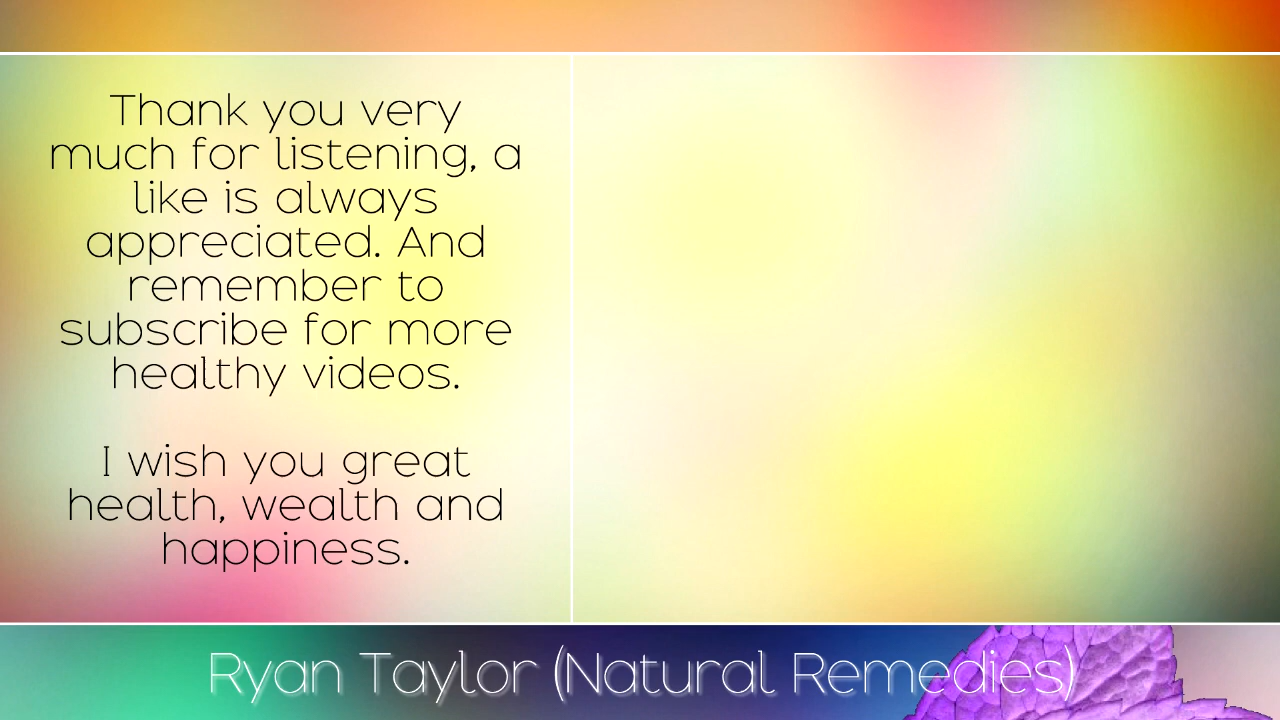 Thank you very
much for listening, a
like is always
appreciated. And
remember to
subscribe for more
healthy videos.
I wish you great
health, wealth and
happiness.
Ryan Taylor (Natural Remedies)